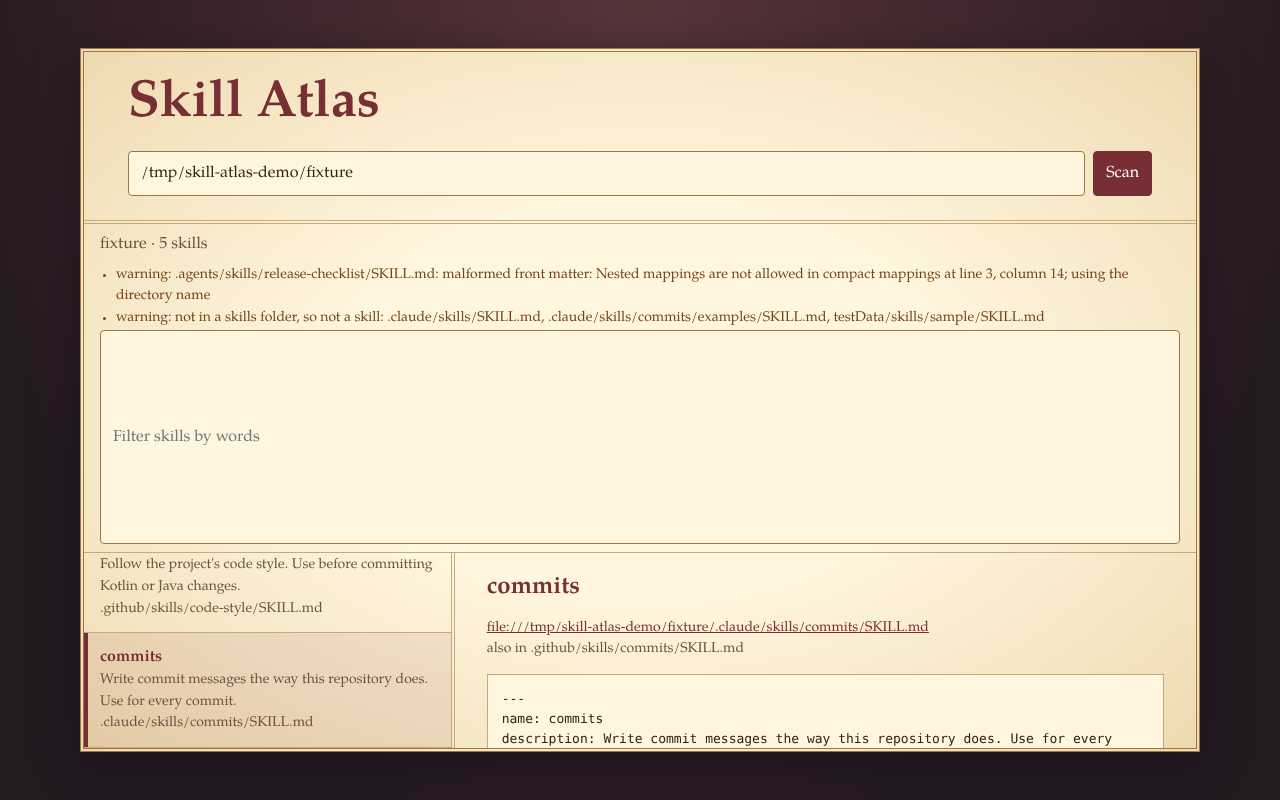 Skill Atlas
/tmp/skill-atlas-demo/fixture
Scan
fixture · 5 skills
• warning: .agents/skills/release-checklist/SKILL.md: malformed front matter: Nested mappings are not allowed in compact mappings at line 3, column 14; using the
directory name
• warning: not in a skills folder, so not a skill: .claude/skills/SKILL.md, .claude/skills/commits/examples/SKILL.md, testData/skills/sample/SKILL.md
Filter skills by words
Follow the project's code style. Use before committing
Kotlin or Java changes.
.github/skills/code-style/SKILL.md
commits
Write commit messages the way this repository does.
Use for every commit.
.claude/skills/commits/SKILL.md
commits
file:///tmp/skill-atlas-demo/fixture/.claude/skills/commits/SKILL.md
also in .github/skills/commits/SKILL.md
---
name: commits
description: Write commit messages the way this repository does. Use for every